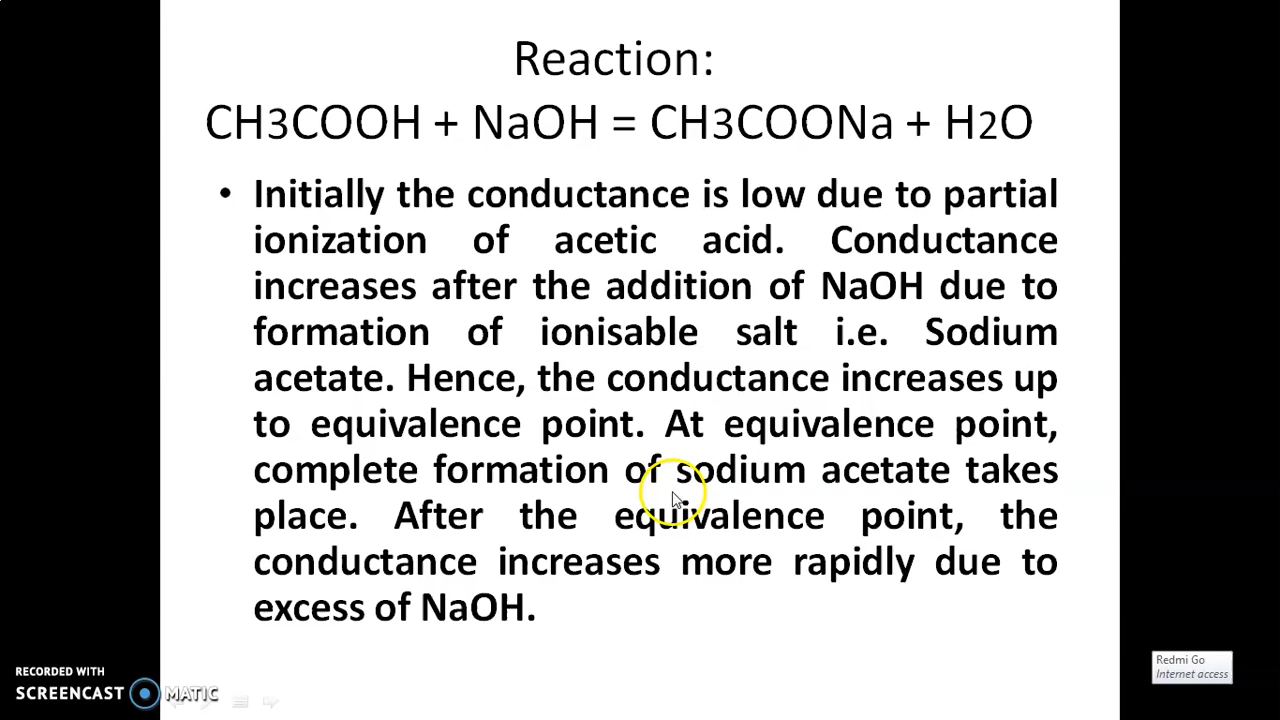 Reaction:
CH3COOH + NaOH = CH3COONa + H2O
• Initially the conductance is low due to partial
ionization of acetic acid. Conductance
increases after the addition of NaOH due to
formation of ionisable salt i.e. Sodium
acetate. Hence, the conductance increases up
to equivalence point. At equivalence point,
complete formation of sodium acetate takes
place. After the equivalence point, the
conductance increases more rapidly due to
excess of NaOH.
Redmi Go
Internet access
RECORDED WITH
SCREENCAST MATIC